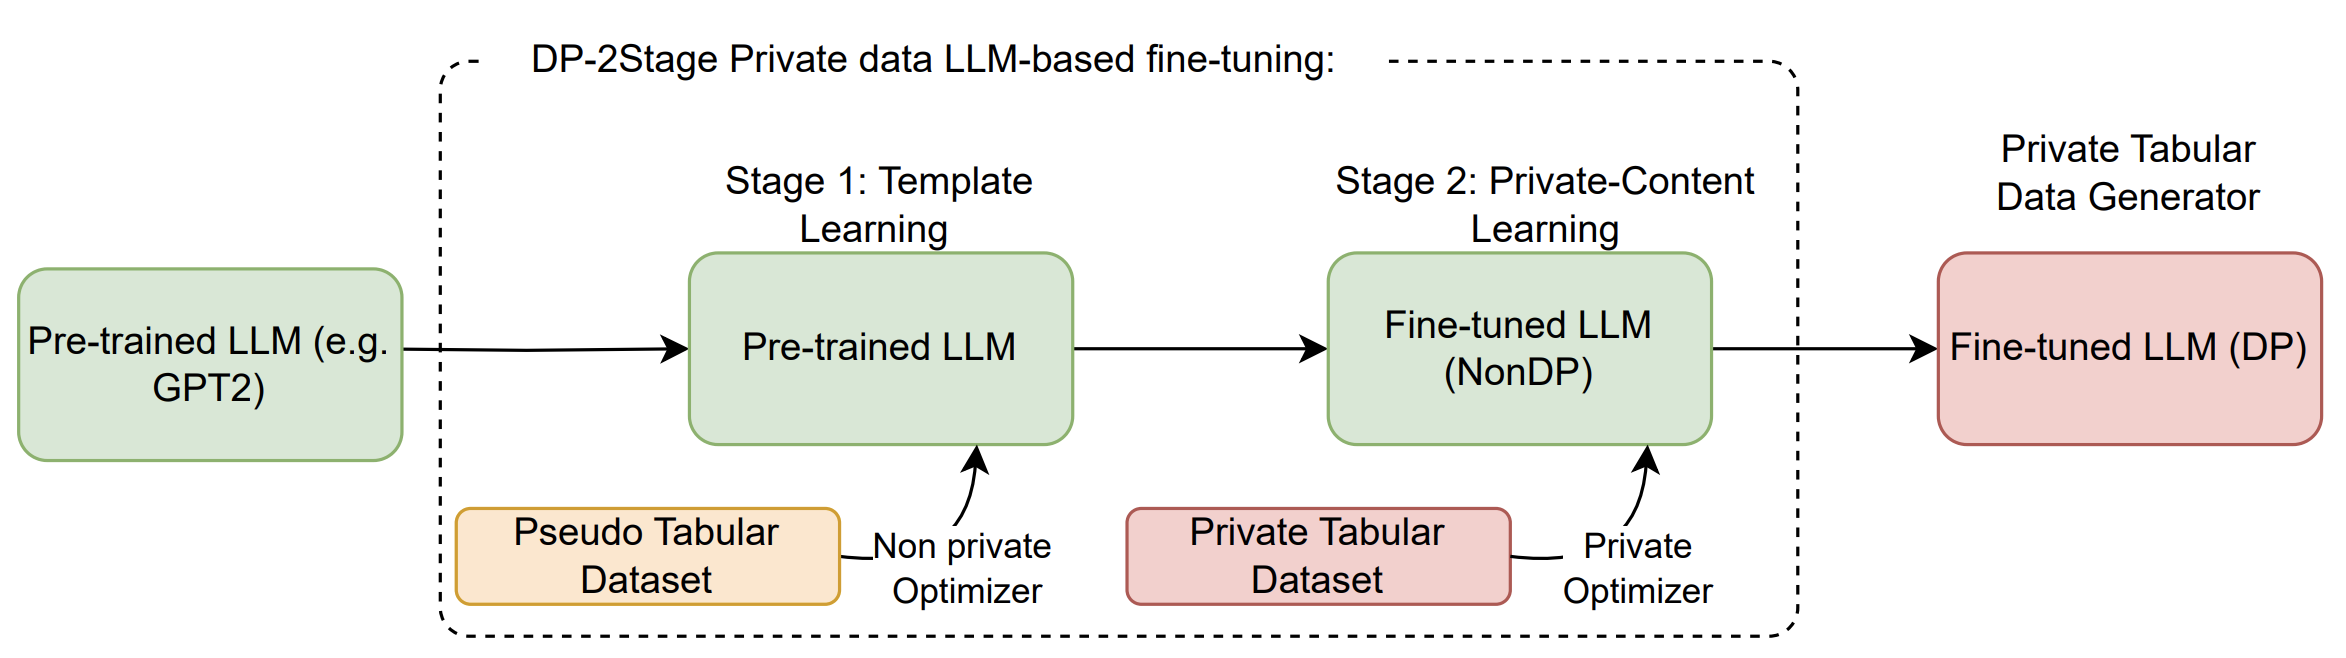 DP-2Stage Private data LLM-based fine-tuning:
Pre-trained LLM (e.g.
GPT2)
Stage 1: Template
Learning
Pre-trained LLM
Pseudo Tabular
Dataset
Non private
Optimizer
Stage 2: Private-Content
Learning
Fine-tuned LLM
(NonDP)
Private Tabular
Dataset
Private
Optimizer
Private Tabular
Data Generator
Fine-tuned LLM (DP)